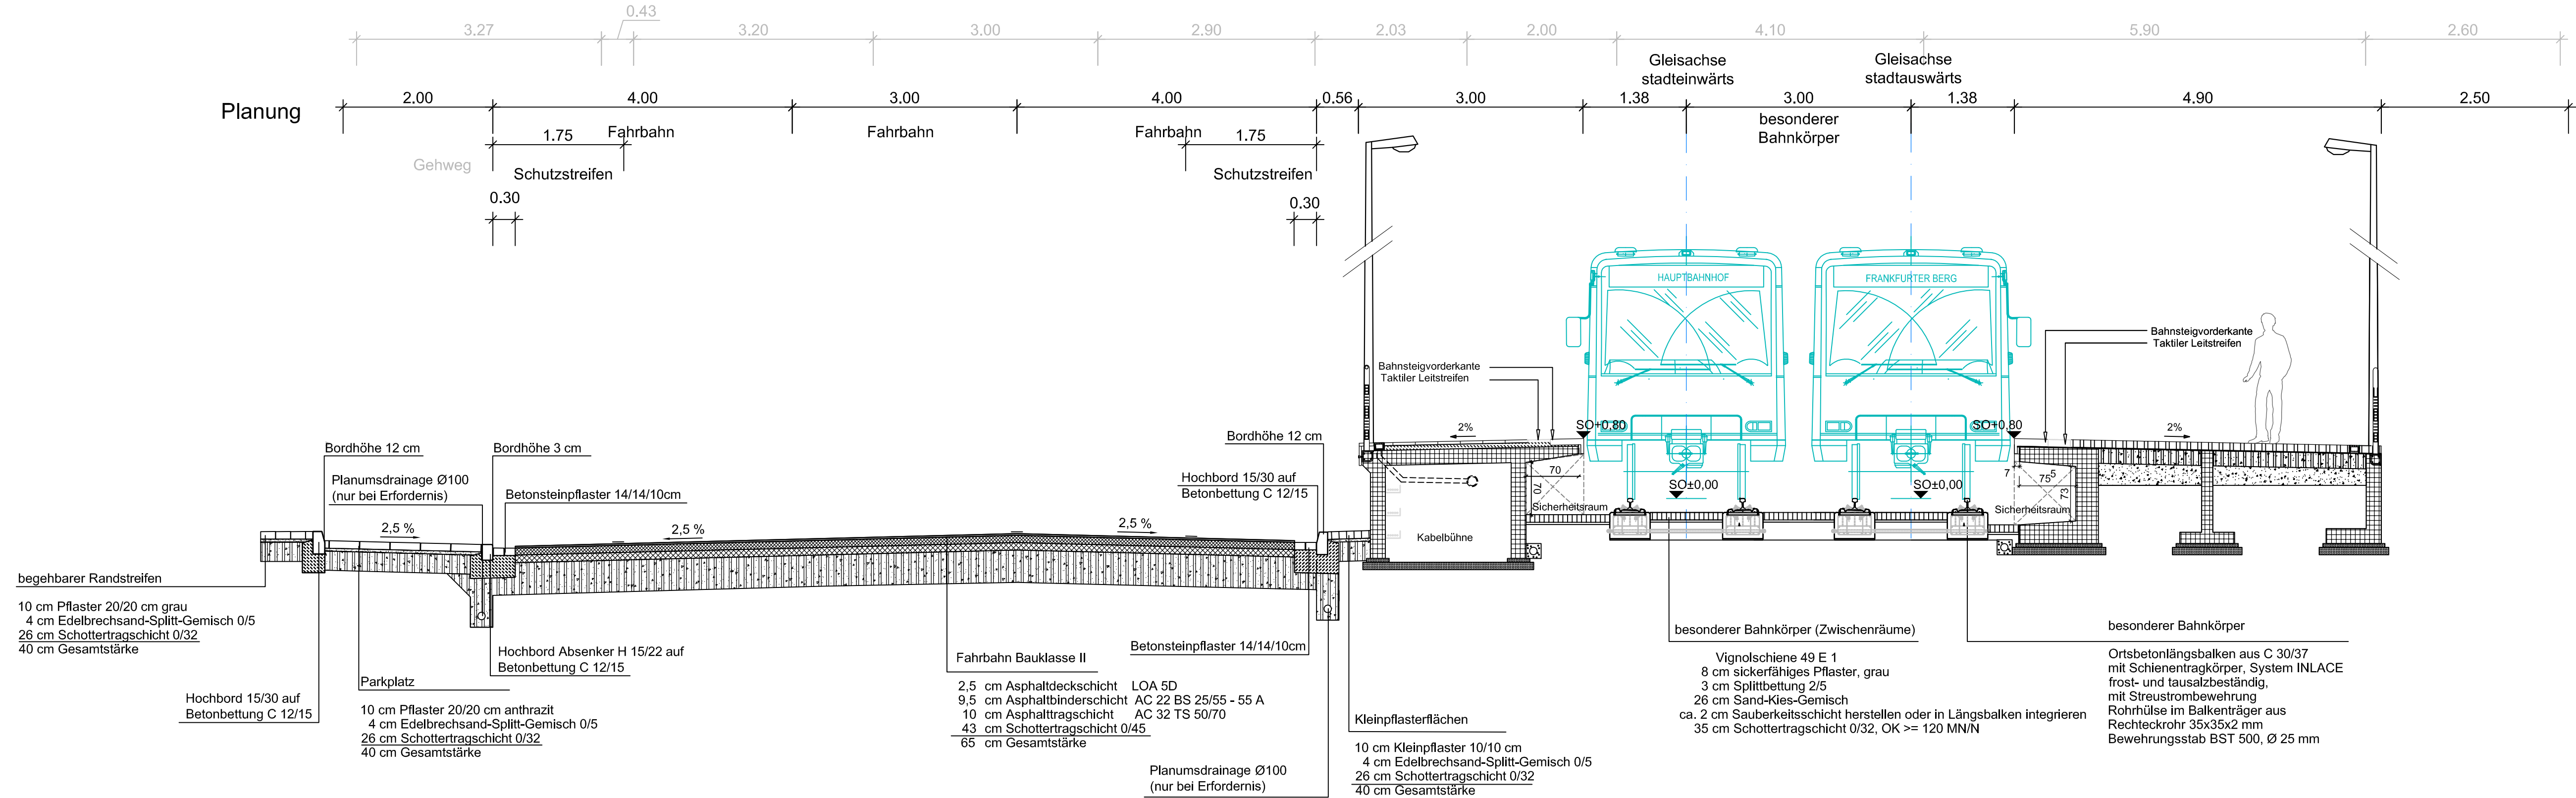 0.43
3.27
3.20
3.00
2.90
2.03
2.00
4.10
5.90
2.60
Gleisachse
stadteinwärts
Gleisachse
stadtauswärts
Planung
2.00
4.00
3.00
4.00
0.56
3.00
1.38
3.00
1.38
4.90
2.50
1.75
Fahrbahn
Fahrbahn
Fahrbahn
1.75
besonderer
Bahnkörper
Gehweg
Schutzstreifen
Schutzstreifen
0.30
0.30
HAUPTBAHNHOF
FRANKFURTER BERG
Bahnsteigvorderkante
Taktiler Leitstreifen
Bahnsteigvorderkante
Taktiler Leitstreifen
2%
SO+0,80
SO+0,80
2%
Bordhöhe 12 cm
Bordhöhe 3 cm
Bordhöhe 12 cm
Planumsdrainage Ø100
(nur bei Erfordernis)
Betonsteinpflaster 14/14/10cm
Hochbord 15/30 auf
Betonbettung C 12/15
70
70
Sicherheitsraum
SO±0,00
SO±0,00
7
75
5
73
Sicherheitsraum
2,5 %
2,5 %
2,5 %
Kabelbühne
begehbarer Randstreifen
10 cm Pflaster 20/20 cm grau
4 cm Edelbrechsand-Splitt-Gemisch 0/5
26 cm Schottertragschicht 0/32
40 cm Gesamtstärke
Hochbord 15/30 auf
Betonbettung C 12/15
Parkplatz
10 cm Pflaster 20/20 cm anthrazit
4 cm Edelbrechsand-Splitt-Gemisch 0/5
26 cm Schottertragschicht 0/32
40 cm Gesamtstärke
Hochbord Absenker H 15/22 auf
Betonbettung C 12/15
Fahrbahn Bauklasse II
2,5 cm Asphaltdeckschicht LOA 5D
9,5 cm Asphaltbinderschicht AC 22 BS 25/55 - 55 A
10 cm Asphalttragschicht AC 32 TS 50/70
43 cm Schottertragschicht 0/45
65 cm Gesamtstärke
Betonsteinpflaster 14/14/10cm
Planumsdrainage Ø100
(nur bei Erfordernis)
Kleinpflasterflächen
10 cm Kleinpflaster 10/10 cm
4 cm Edelbrechsand-Splitt-Gemisch 0/5
26 cm Schottertragschicht 0/32
40 cm Gesamtstärke
besonderer Bahnkörper (Zwischenräume)
Vignolschiene 49 E 1
8 cm sickerfähiges Pflaster, grau
3 cm Splittbettung 2/5
26 cm Sand-Kies-Gemisch
ca. 2 cm Sauberkeitsschicht herstellen oder in Längsbalken integrieren
35 cm Schottertragschicht 0/32, OK >= 120 MN/N
besonderer Bahnkörper
Ortsbetonlängsbalken aus C 30/37
mit Schienentragkörper, System INLACE
frost- und tausalzbeständig,
mit Streustrombewehrung
Rohrhülse im Balkenträger aus
Rechteckrohr 35x35x2 mm
Bewehrungsstab BST 500, Ø 25 mm